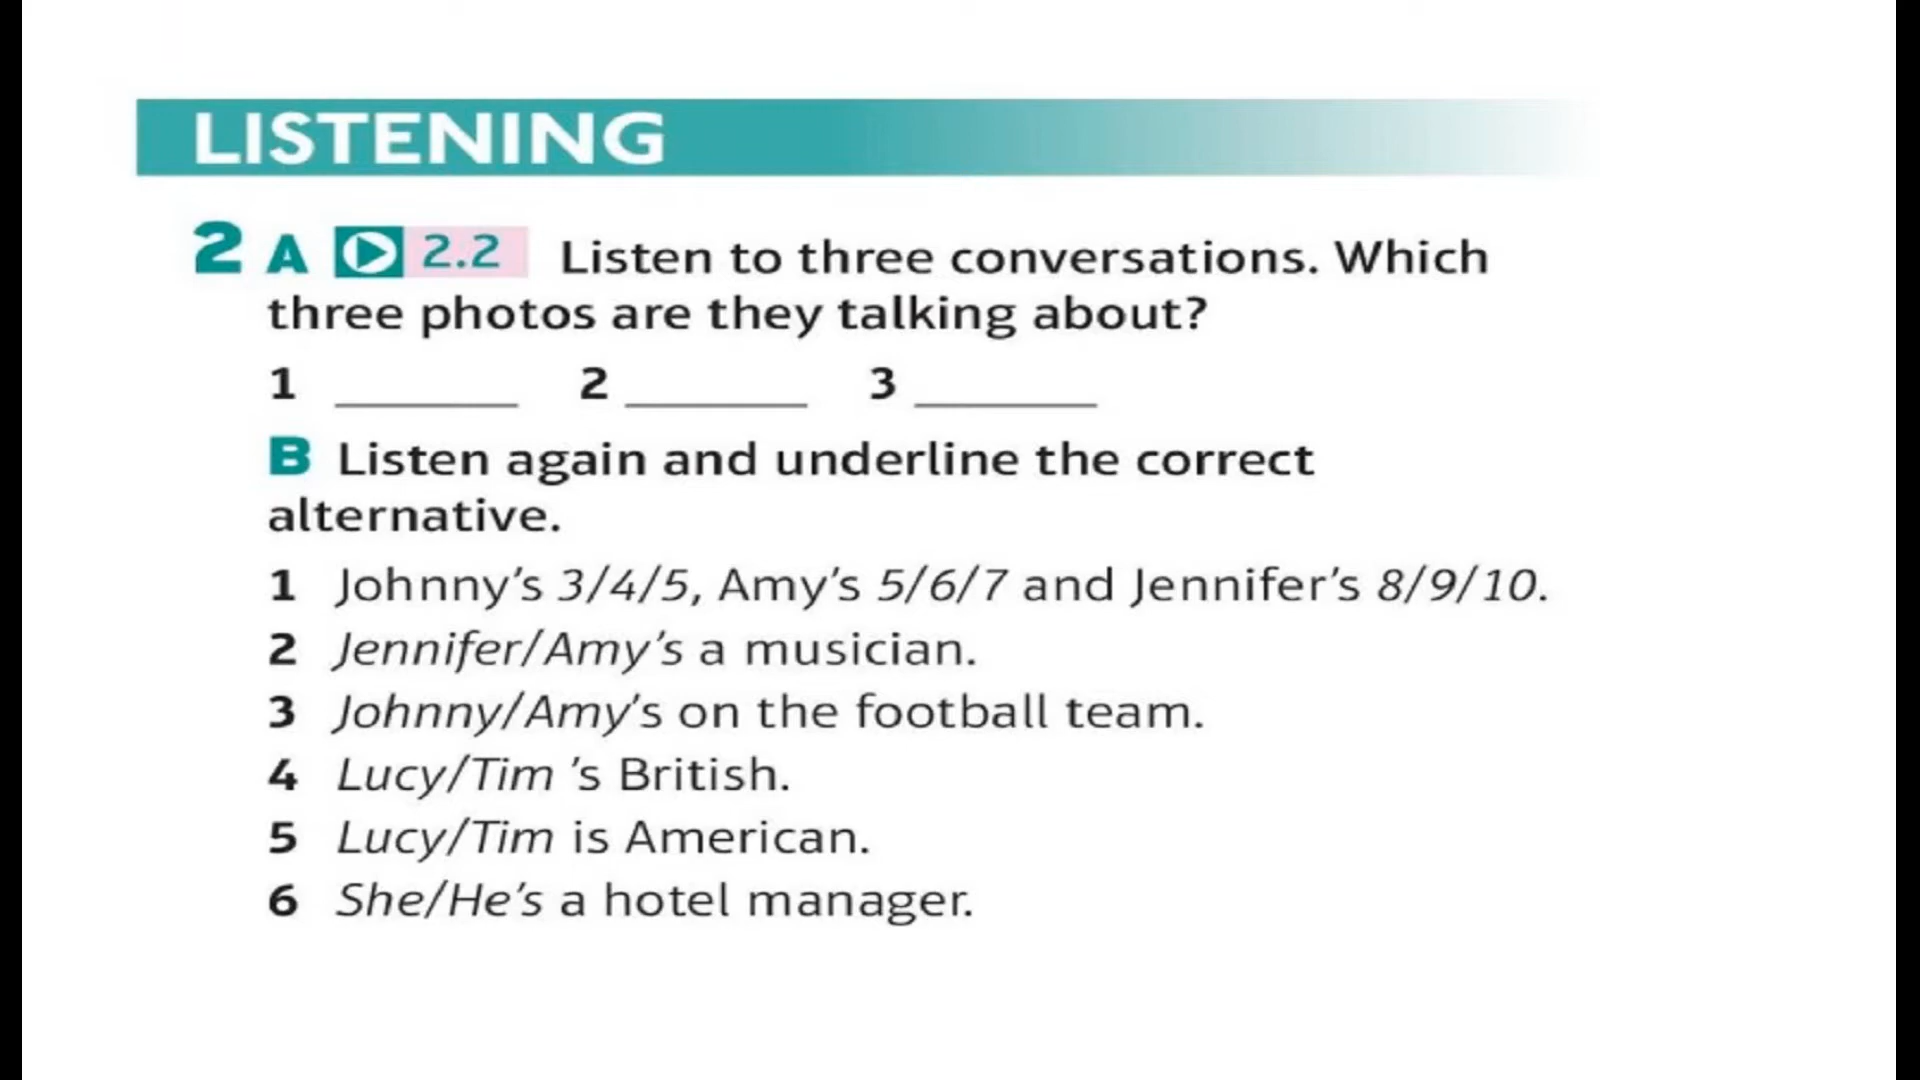 LISTENING
2 A 2.2 Listen to three conversations. Which
three photos are they talking about?
1 _______ 2 _______ 3 _______
B Listen again and underline the correct
alternative.
1 Johnny’s 3/4/5, Amy’s 5/6/7 and Jennifer’s 8/9/10.
2 Jennifer/Amy’s a musician.
3 Johnny/Amy’s on the football team.
4 Lucy/Tim ’s British.
5 Lucy/Tim is American.
6 She/He’s a hotel manager.